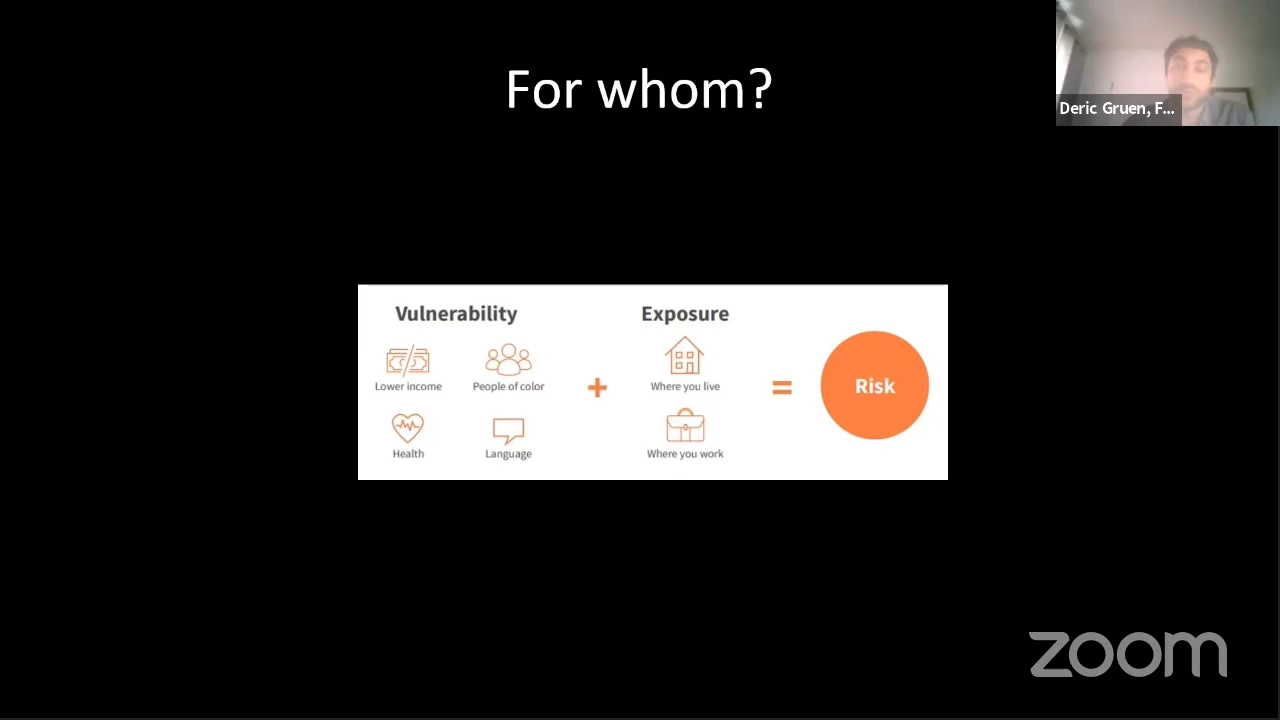 For whom?
Deric Gruen, F...
Vulnerability
Exposure
Lower income
People of color
Where you live
+
=
Risk
Health
Language
Where you work
zoom